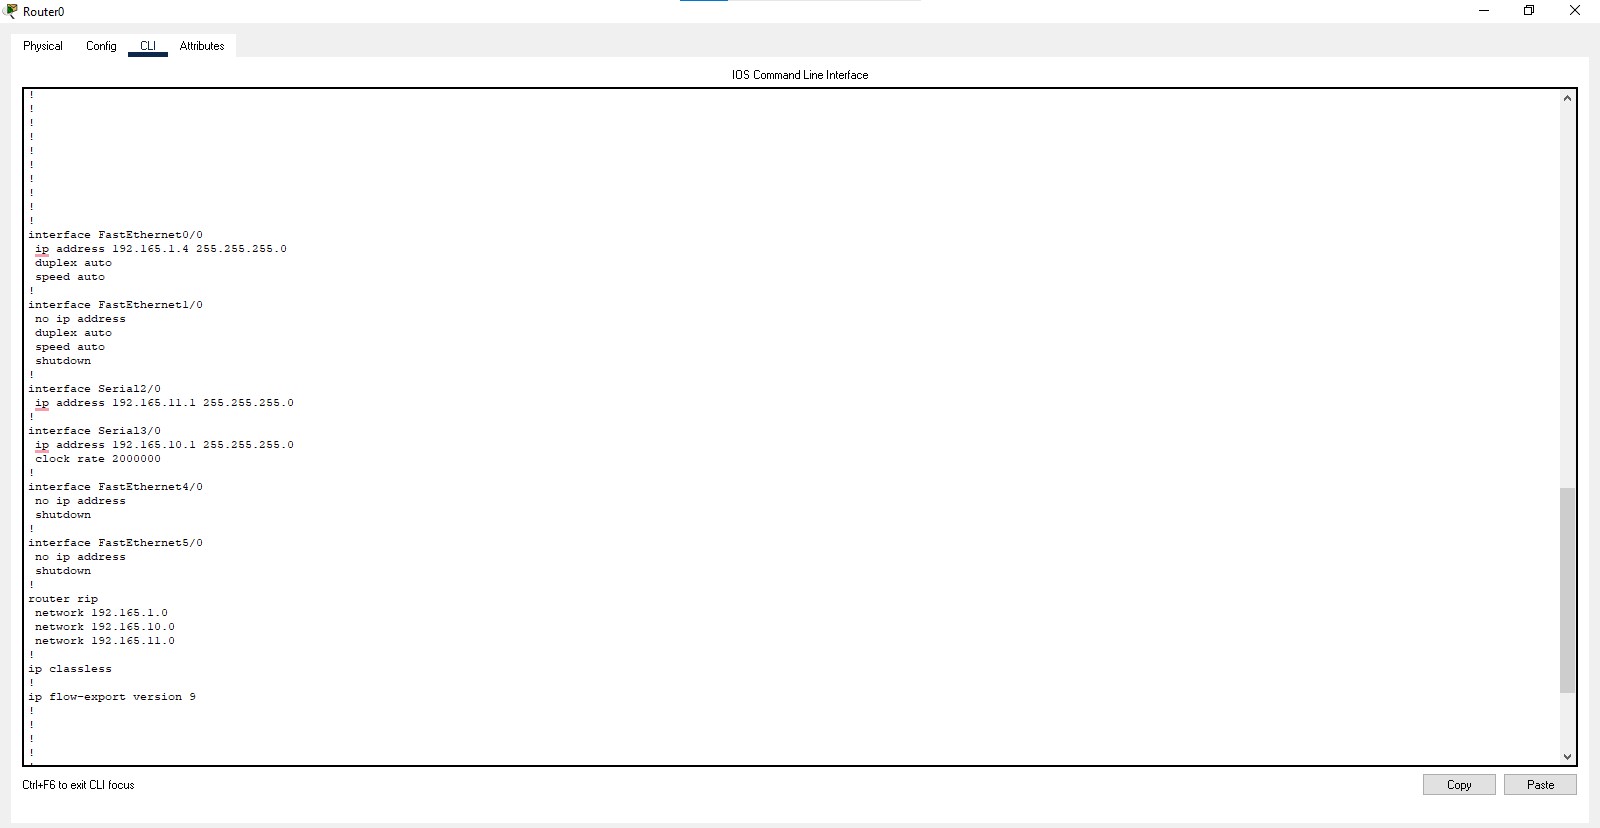 Router0
Physical Config CLI Attributes
IOS Command Line Interface
!
!
!
!
!
!
!
!
!
!
interface FastEthernet0/0
ip address 192.165.1.4 255.255.255.0
duplex auto
speed auto
!
interface FastEthernet1/0
no ip address
duplex auto
speed auto
shutdown
!
interface Serial2/0
ip address 192.165.11.1 255.255.255.0
!
interface Serial3/0
ip address 192.165.10.1 255.255.255.0
clock rate 2000000
!
interface FastEthernet4/0
no ip address
shutdown
!
interface FastEthernet5/0
no ip address
shutdown
!
router rip
network 192.165.1.0
network 192.165.10.0
network 192.165.11.0
!
ip classless
!
ip flow-export version 9
!
!
!
!
Ctrl+F6 to exit CLI focus
Copy Paste